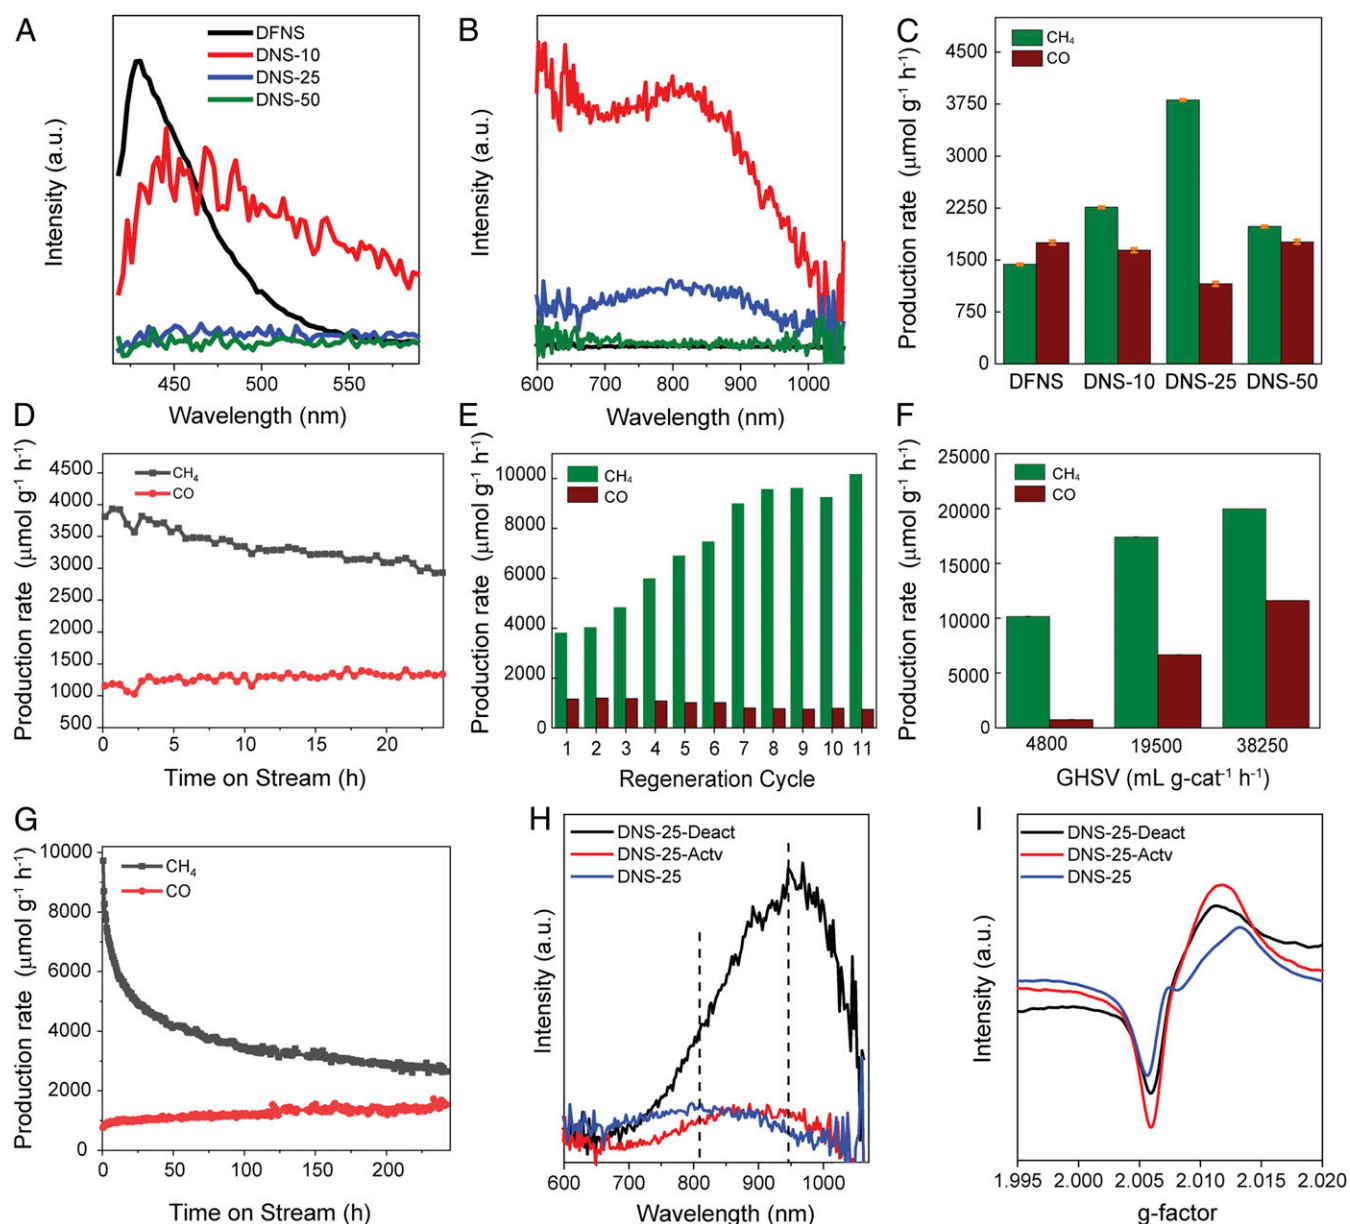 A
DFNS
DNS-10
DNS-25
DNS-50
Intensity (a.u.)
450 500 550
Wavelength (nm)
B
Intensity (a.u.)
600 700 800 900 1000
Wavelength (nm)
C
CH₄
CO
Production rate (μmol g⁻¹ h⁻¹)
4500
3750
3000
2250
1500
750
0
DFNS DNS-10 DNS-25 DNS-50
D
CH₄
CO
Production rate (μmol g⁻¹ h⁻¹)
4500
4000
3500
3000
2500
2000
1500
1000
500
0 5 10 15 20
Time on Stream (h)
E
CH₄
CO
Production rate (μmol g⁻¹ h⁻¹)
10000
8000
6000
4000
2000
0
1 2 3 4 5 6 7 8 9 10 11
Regeneration Cycle
F
CH₄
CO
Production rate (μmol g⁻¹ h⁻¹)
25000
20000
15000
10000
5000
0
4800 19500 38250
GHSV (mL g-cat⁻¹ h⁻¹)
G
CH₄
CO
Production rate (μmol g⁻¹ h⁻¹)
10000
8000
6000
4000
2000
0
0 50 100 150 200
Time on Stream (h)
H
DNS-25-Deact
DNS-25-Actv
DNS-25
Intensity (a.u.)
600 700 800 900 1000
Wavelength (nm)
I
DNS-25-Deact
DNS-25-Actv
DNS-25
Intensity (a.u.)
1.995 2.000 2.005 2.010 2.015 2.020
g-factor